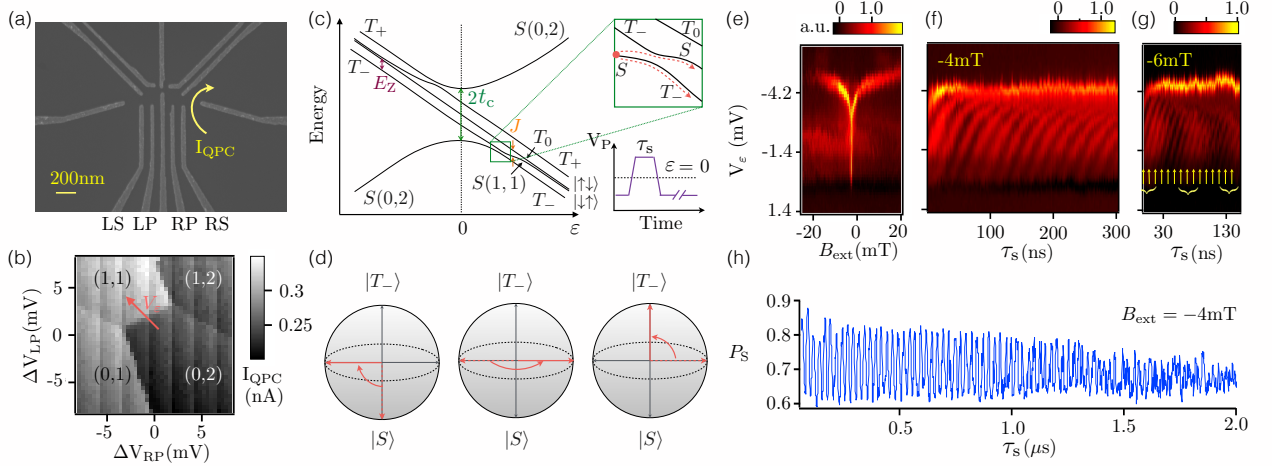 (a)
I_QPC
200nm
LS LP RP RS
(b)
(1,1)
(1,2)
(0,1)
(0,2)
ΔV_LP(mV)
5
0
-5
-5 0 5
ΔV_RP(mV)
0.3
0.25
I_QPC
(nA)
(c)
Energy
T_+
T_−
E_Z
S(0,2)
2t_c
J
T_0
S(1,1)
T_+
T_−
|↑↓⟩
|↓↑⟩
S(0,2)
0
ε
T_−
T_0
S
S
T_−
V_P
τ_s
ε=0
Time
(d)
|T_−⟩ |T_−⟩ |T_−⟩
|S⟩ |S⟩ |S⟩
(e)
a.u. 0 1.0
V_ε (mV)
-4.2
-1.4
1.4
-20 0 20
B_ext(mT)
(f)
0 1.0
-4mT
100 200 300
τ_s(ns)
(g)
0 1.0
-6mT
30 130
τ_s(ns)
(h)
B_ext = −4mT
P_S
0.9
0.8
0.7
0.6
0.5 1.0 1.5 2.0
τ_s(μs)